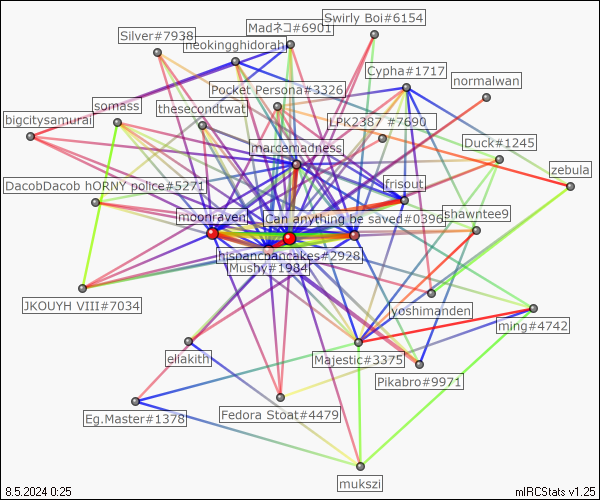 Swirly Boi#6154
Madネコ#6901
Silver#7938
neokingghidorah
Cypha#1717
normalwan
Pocket Persona#3326
somass
thesecondtwat
bigcitysamurai
LPK2387 #7690
Duck#1245
marcemadness
zebula
DacobDacob hORNY police#5271
frisout
moonraven
Can anything be saved#0396
shawntee9
hispancpancakes#2928
Mushy#1984
JKOUYH VIII#7034
yoshimanden
ming#4742
eliakith
Majestic#3375
Pikabro#9971
Eg.Master#1378
Fedora Stoat#4479
mukszi
8.5.2024 0:25
mIRCStats v1.25